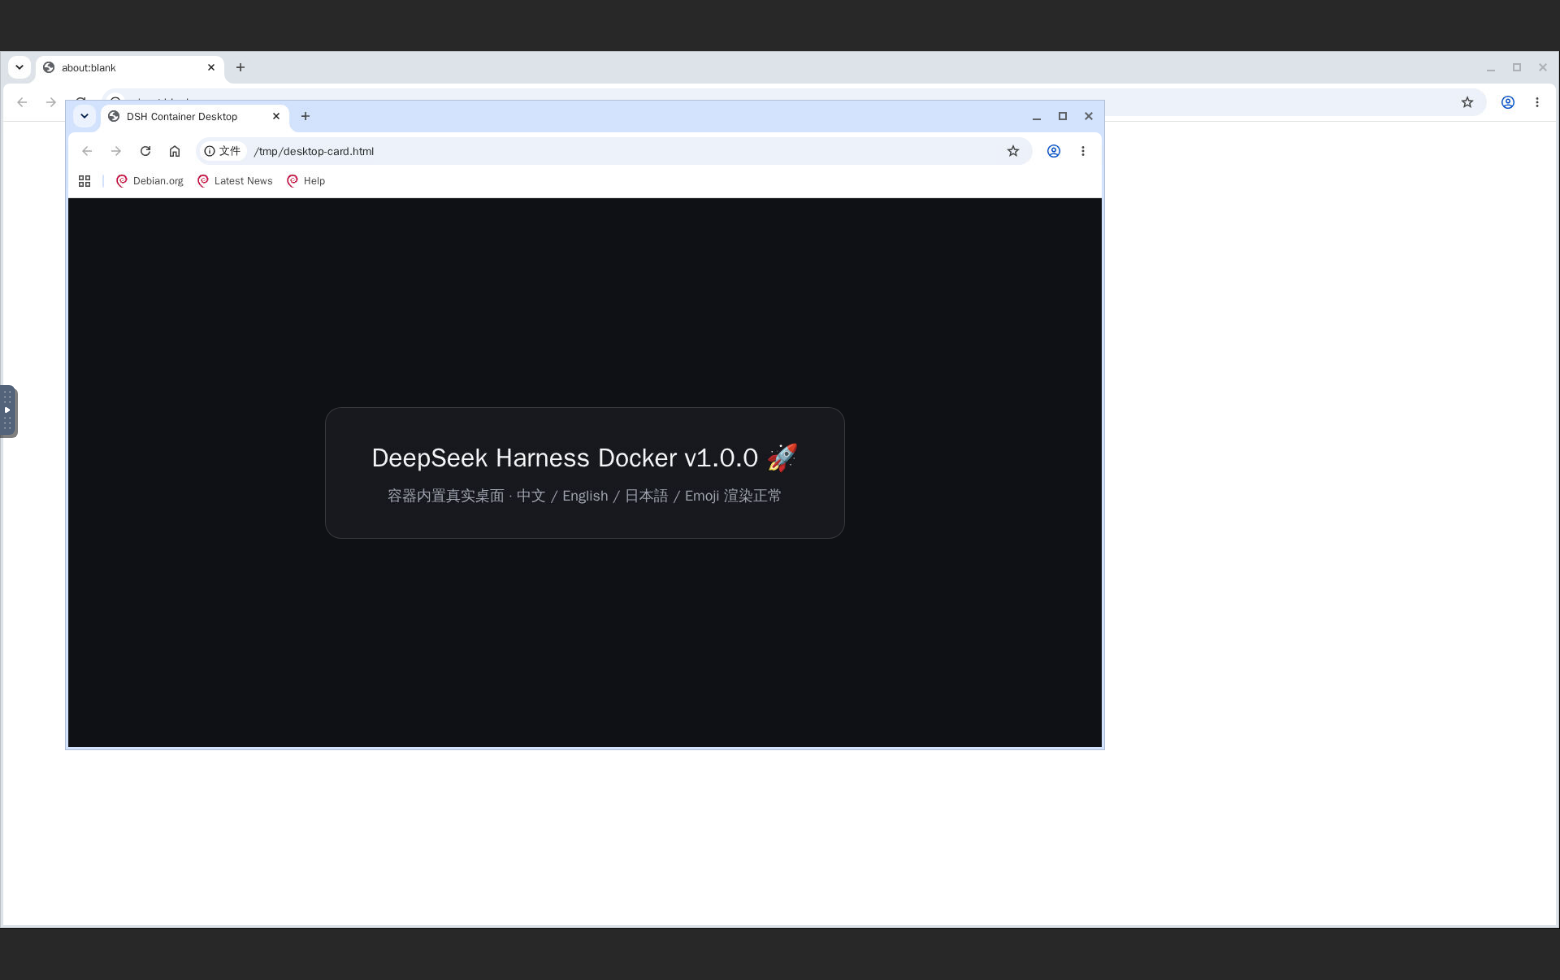 about:blank
DSH Container Desktop
文件 /tmp/desktop-card.html
Debian.org Latest News Help
DeepSeek Harness Docker v1.0.0 🚀
容器内置真实桌面 · 中文 / English / 日本語 / Emoji 渲染正常